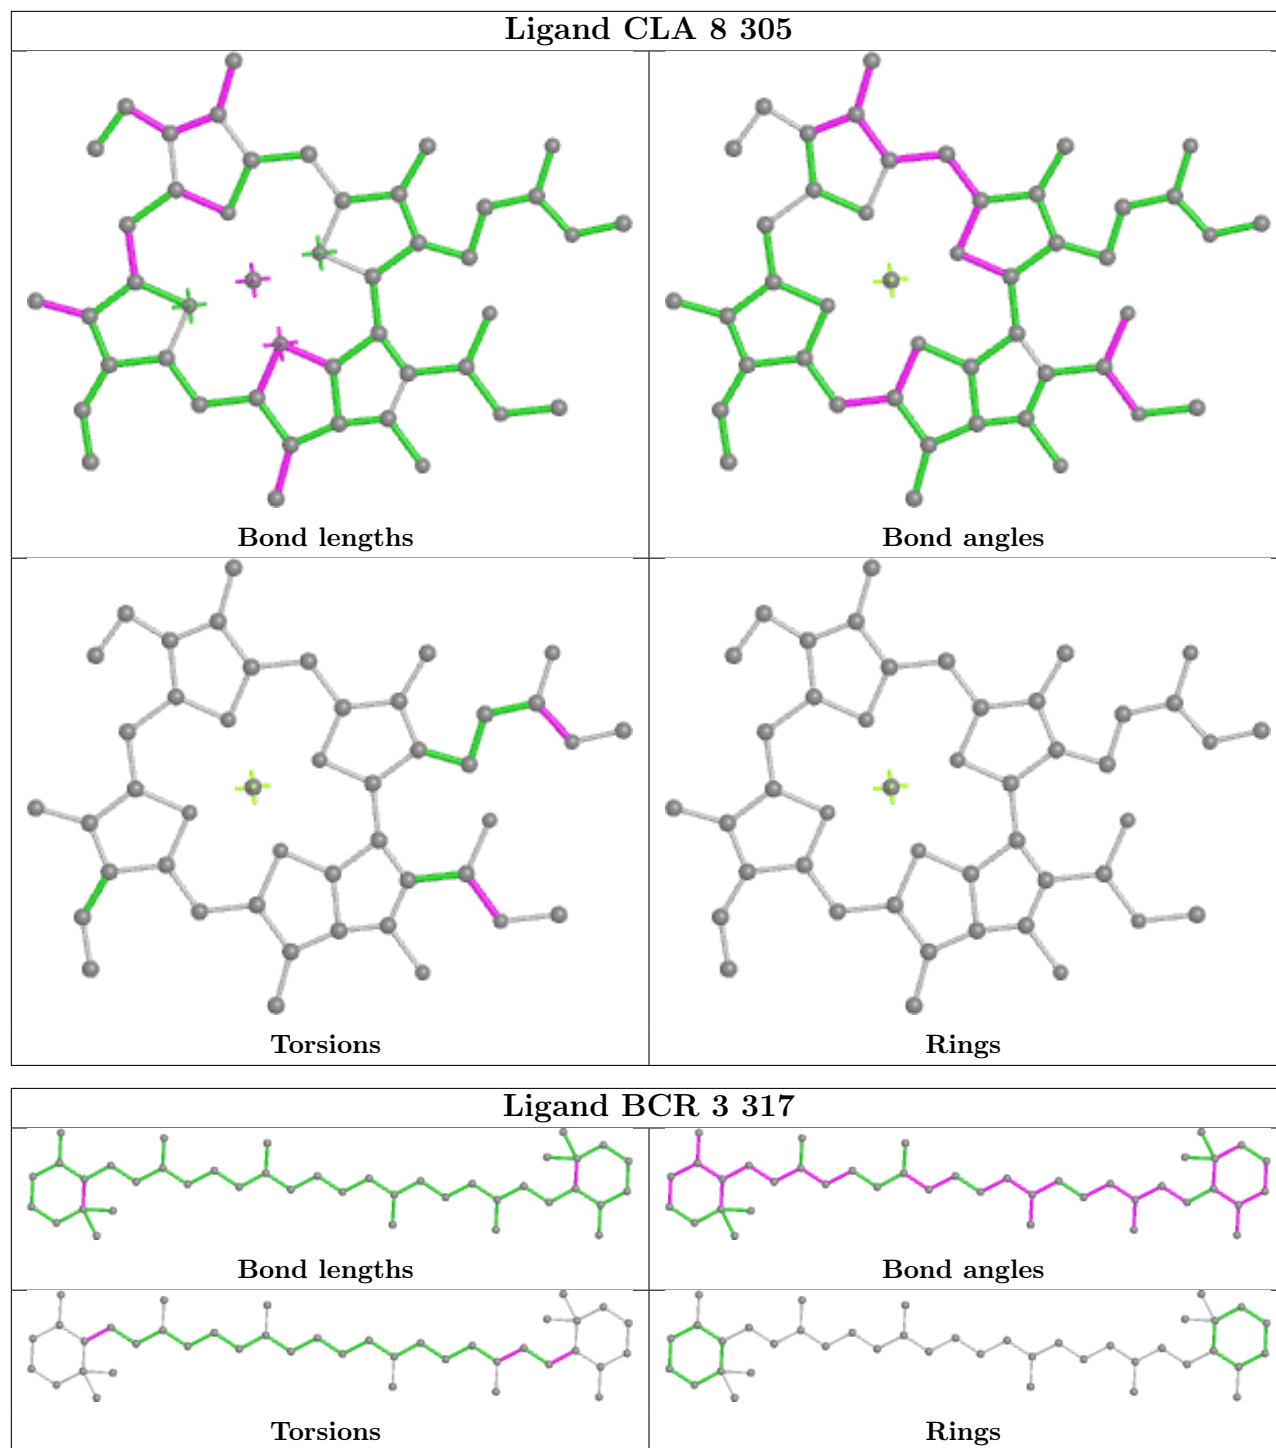 Ligand CLA 8 305
Bond lengths
Bond angles
Torsions
Rings
Ligand BCR 3 317
Bond lengths
Bond angles
Torsions
Rings